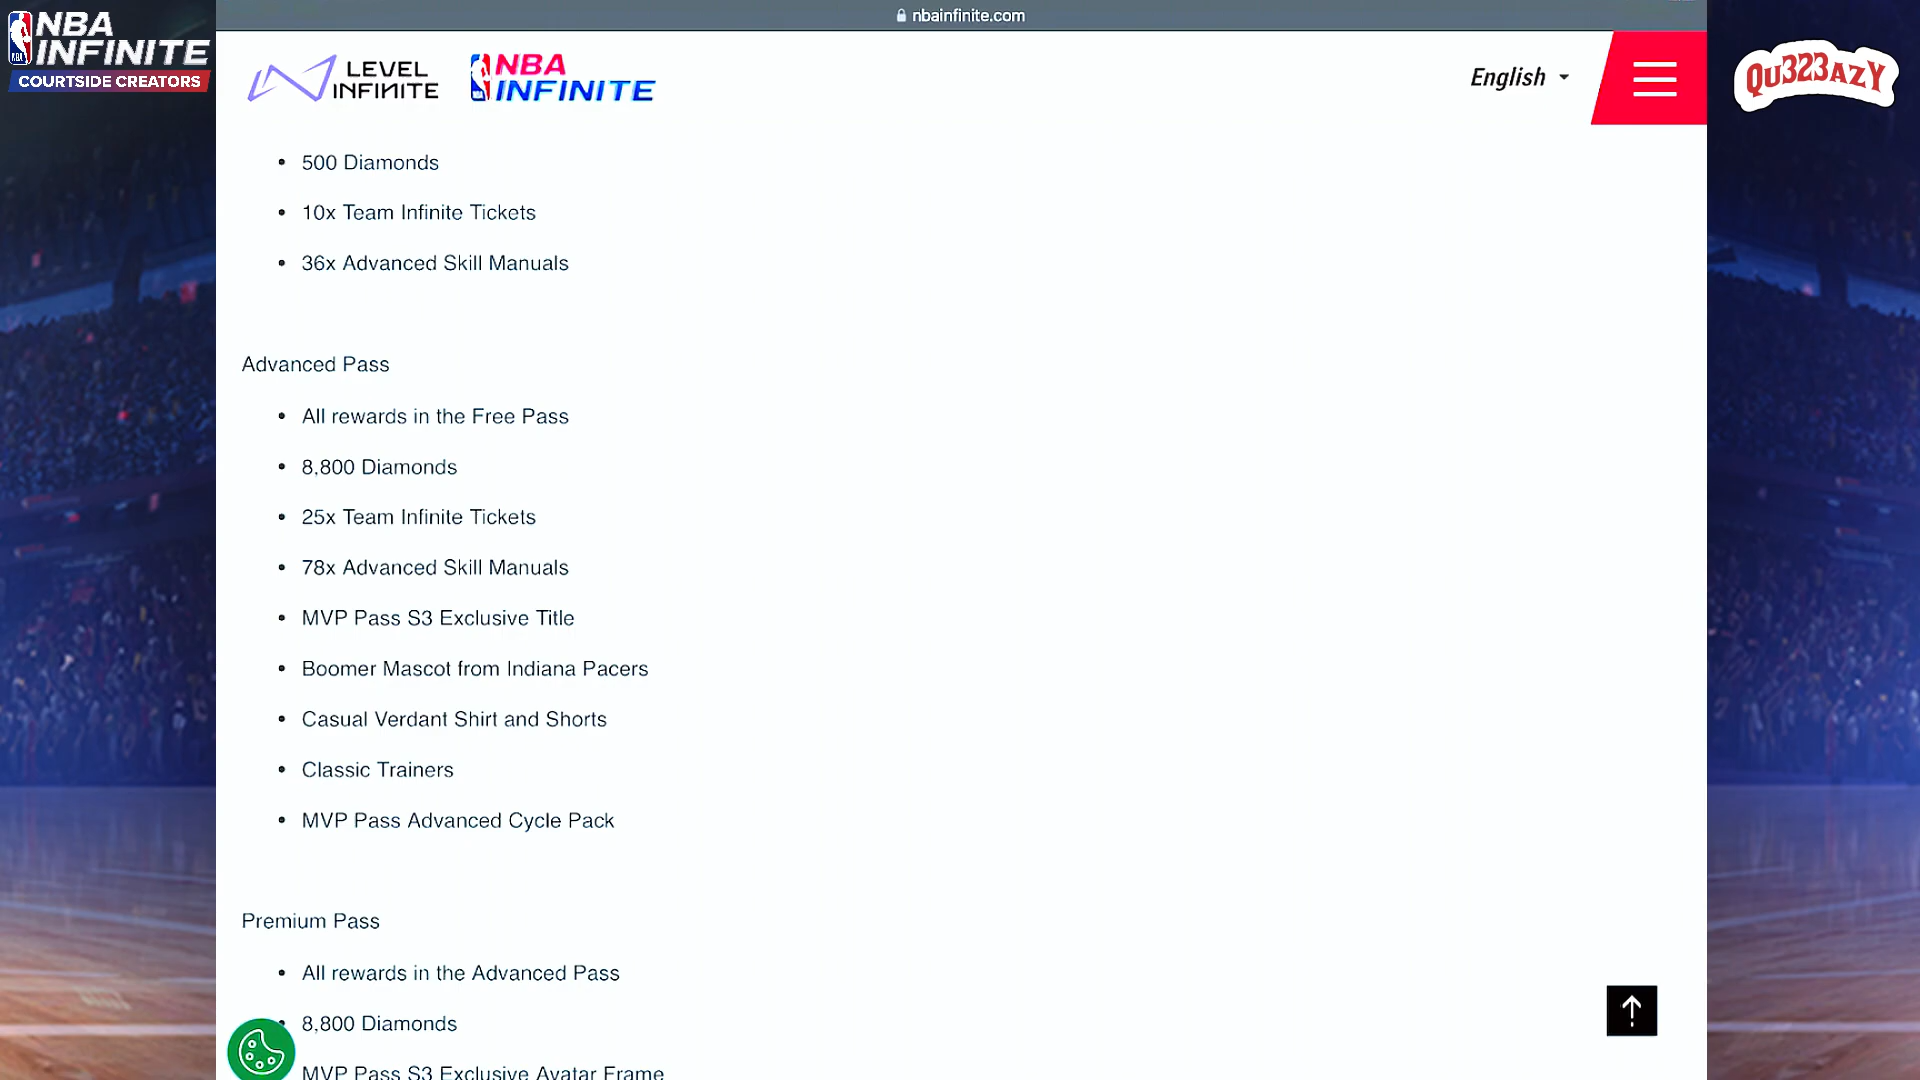 NBA
INFINITE
COURTSIDE CREATORS
nbainfinite.com
LEVEL
INFINITE
NBA
INFINITE
English
QU323AZY
• 500 Diamonds
• 10x Team Infinite Tickets
• 36x Advanced Skill Manuals
Advanced Pass
• All rewards in the Free Pass
• 8,800 Diamonds
• 25x Team Infinite Tickets
• 78x Advanced Skill Manuals
• MVP Pass S3 Exclusive Title
• Boomer Mascot from Indiana Pacers
• Casual Verdant Shirt and Shorts
• Classic Trainers
• MVP Pass Advanced Cycle Pack
Premium Pass
• All rewards in the Advanced Pass
• 8,800 Diamonds
MVP Pass S3 Exclusive Avatar Frame